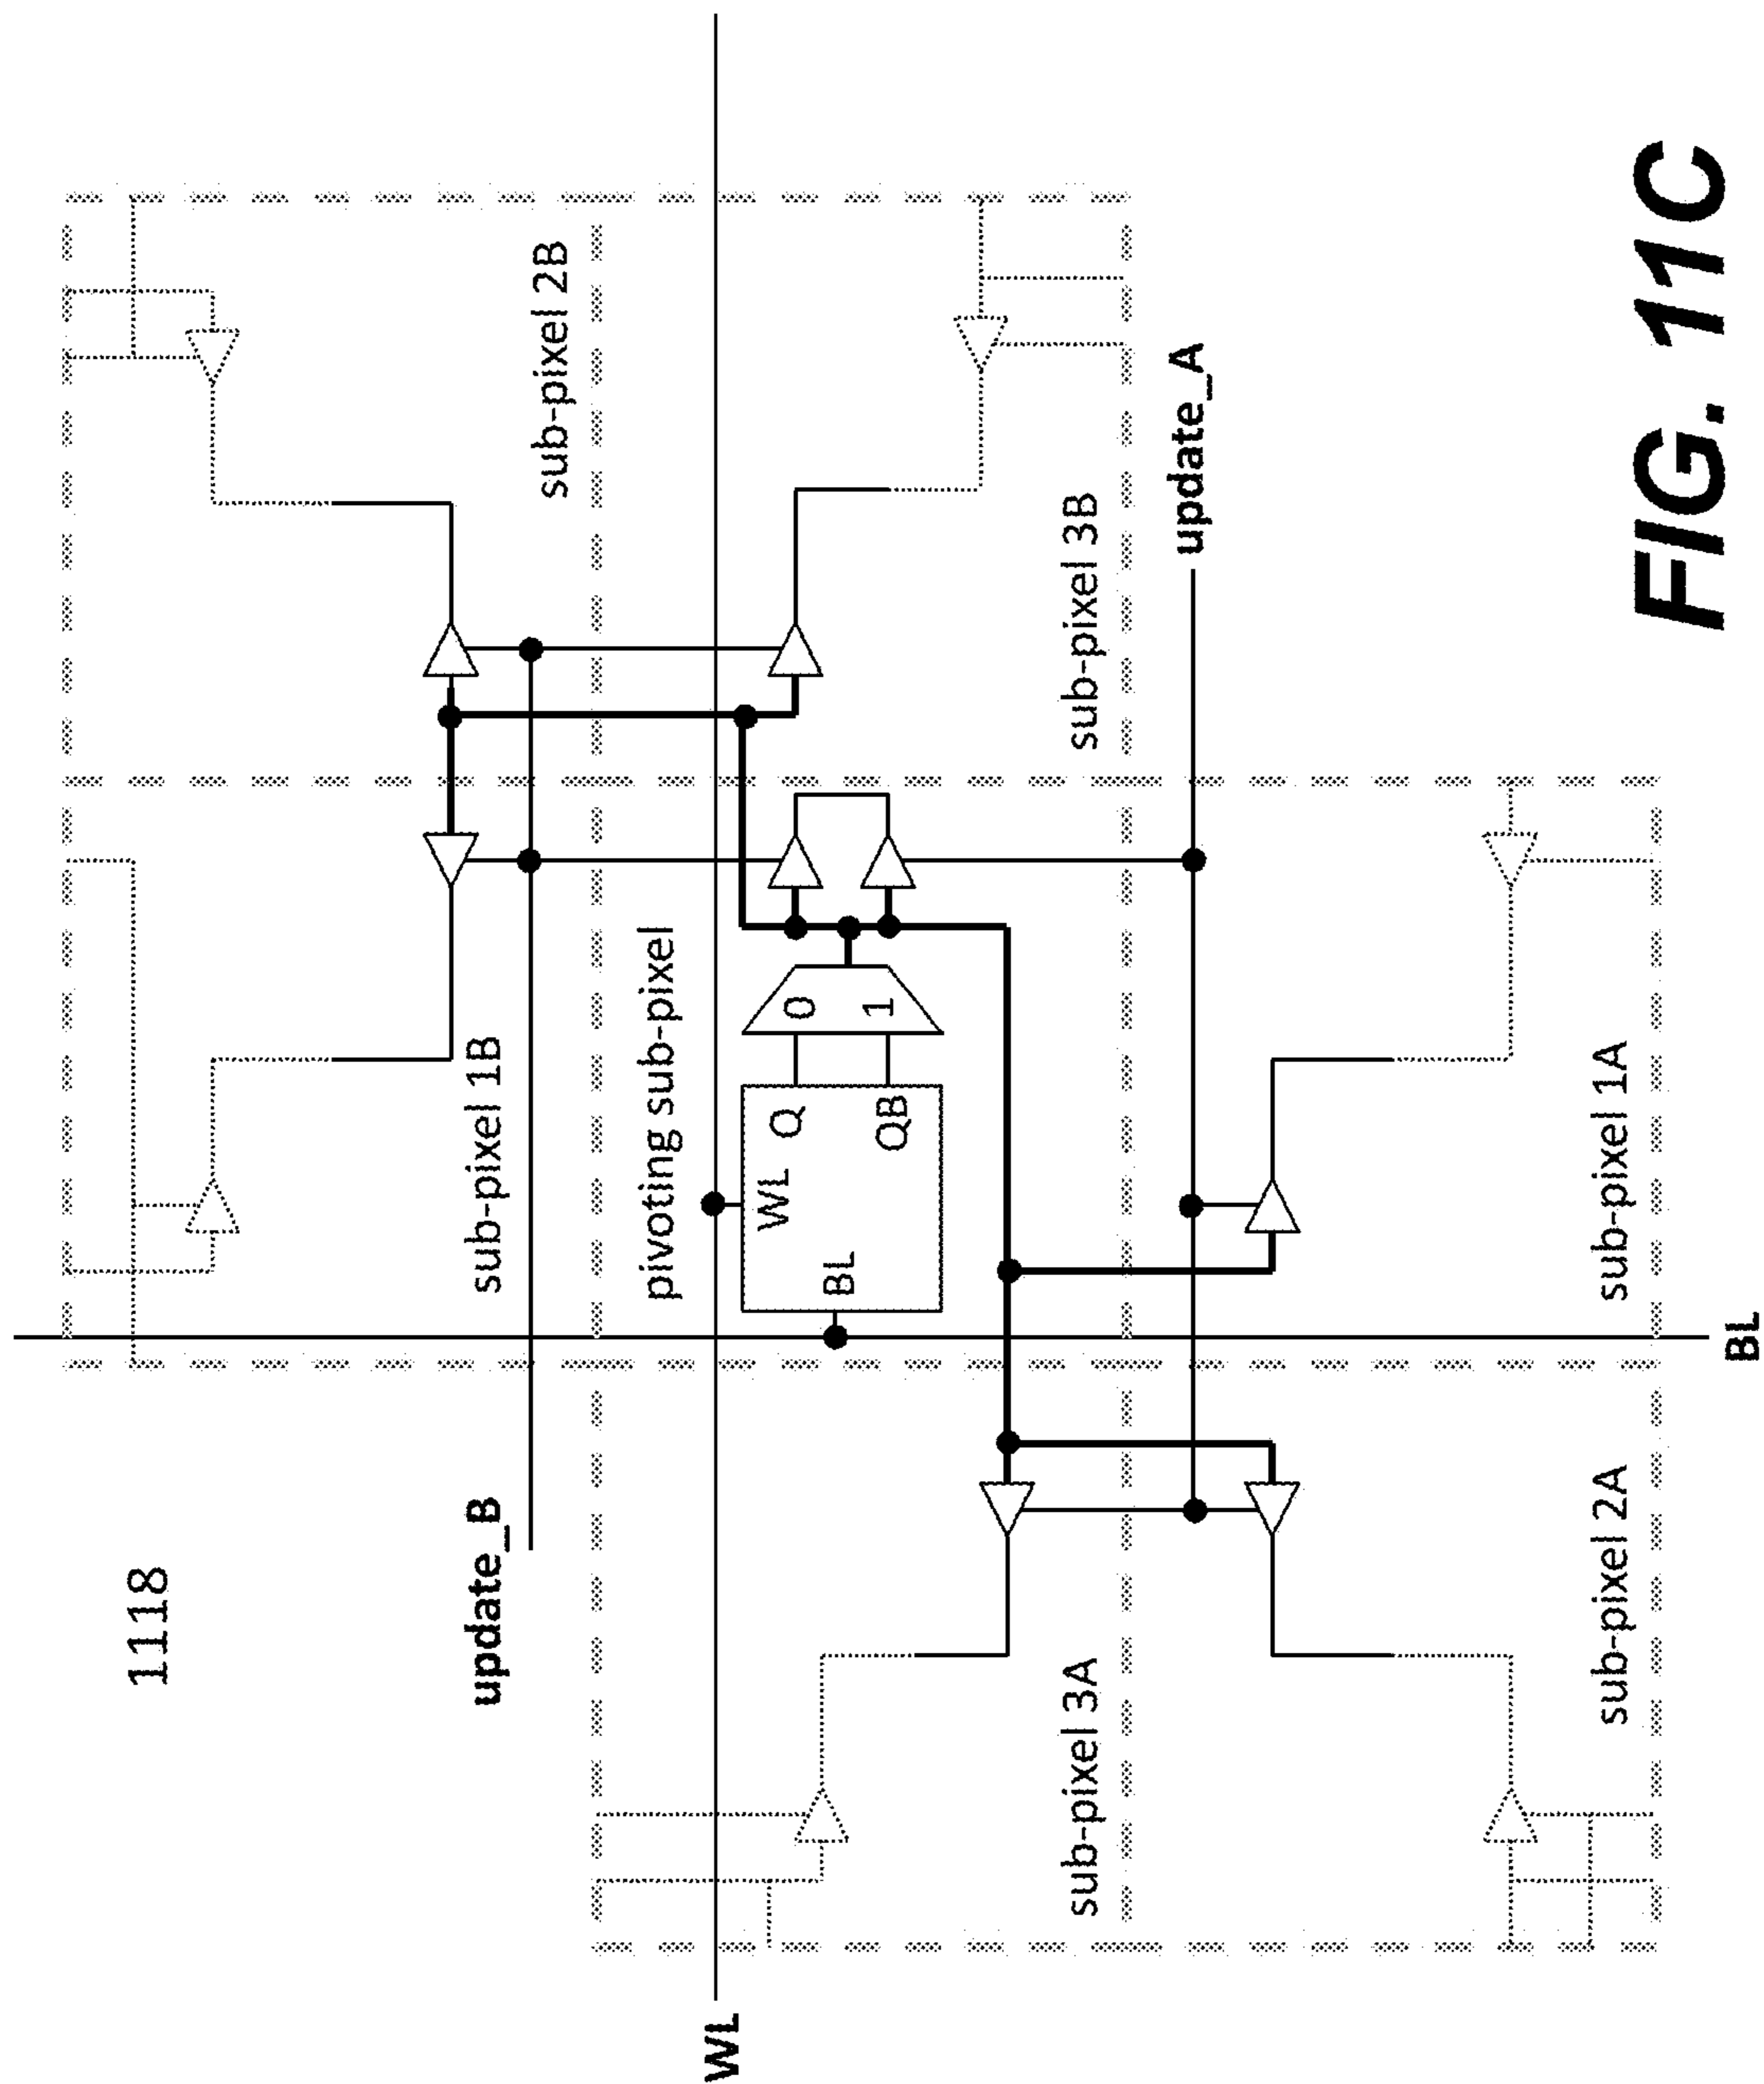 1118
update_B
WL
sub-pixel 1B
sub-pixel 2B
pivoting sub-pixel
WL
BL
Q
QB
0
1
sub-pixel 3A
sub-pixel 3B
update_A
sub-pixel 2A
sub-pixel 1A
BL
FIG. 11C